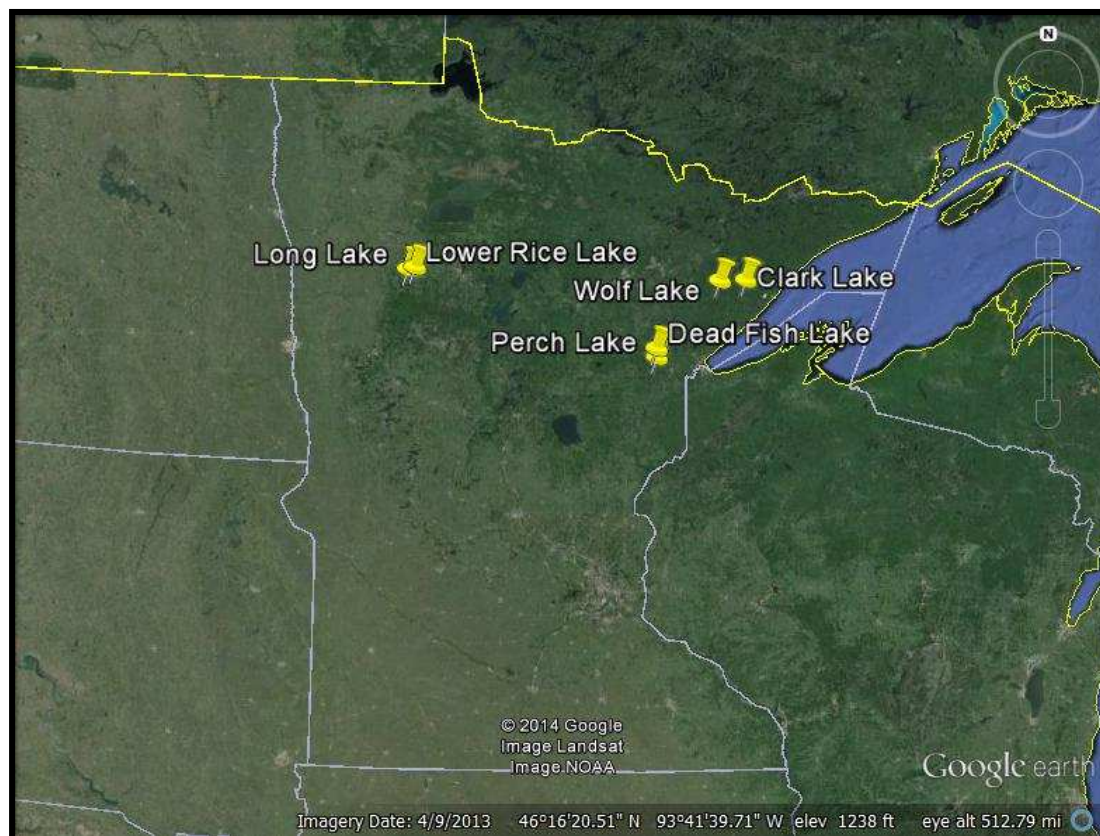 N
Long Lake
Lower Rice Lake
Wolf Lake
Clark Lake
Perch Lake
Dead Fish Lake
© 2014 Google
Image Landsat
Image NOAA
Google earth
Imagery Date: 4/9/2013 46°16'20.51" N 93°41'39.71" W elev 1238 ft eye alt 512.79 mi